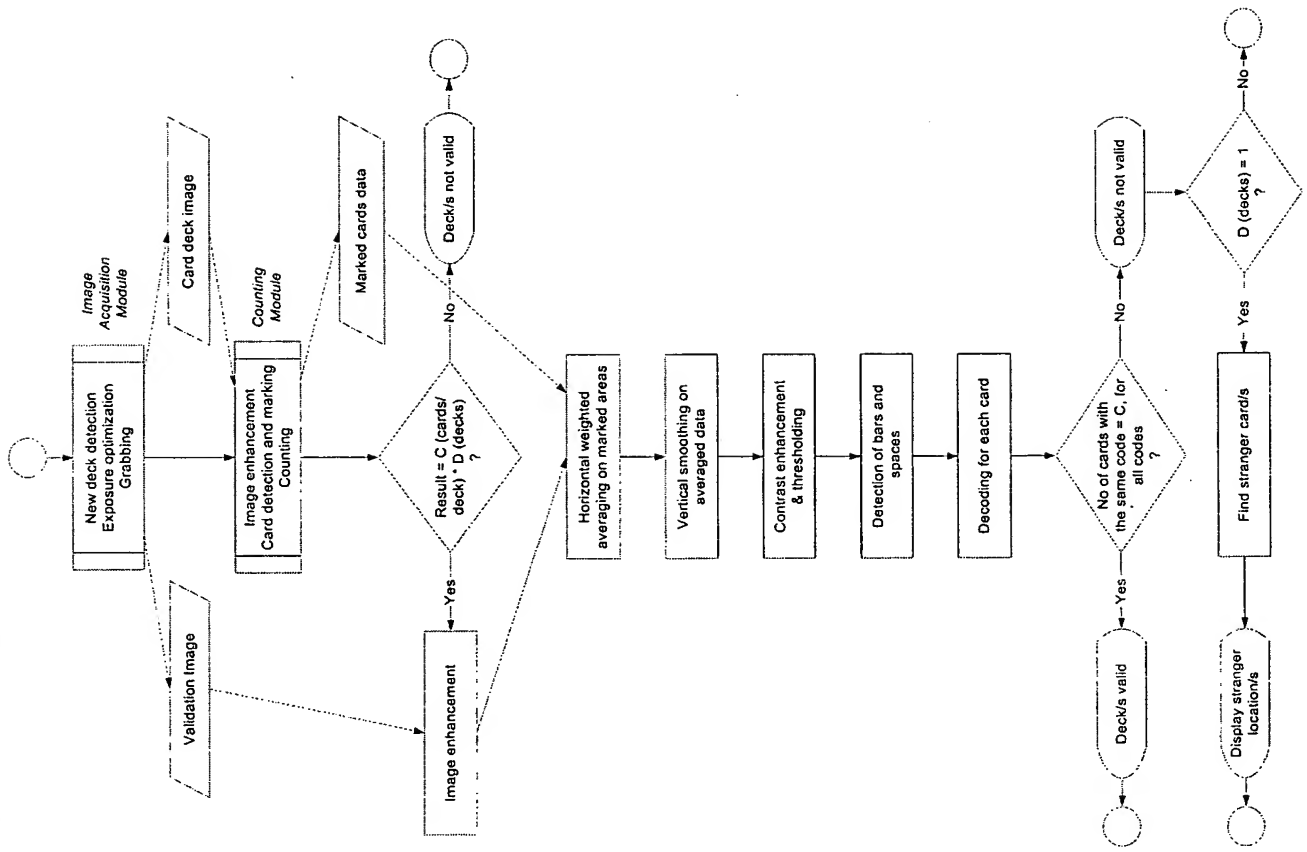 Image
Acquisition
Module
New deck detection
Exposure optimization
Grabbing
Validation Image
Card deck image
Counting
Module
Image enhancement
Card detection and marking
Counting
Marked cards data
Result = C (cards/
deck) * D (decks)
?
Yes
No
Image enhancement
Deck/s not valid
Horizontal weighted
averaging on marked areas
Vertical smoothing on
averaged data
Contrast enhancement
& thresholding
Detection of bars and
spaces
Decoding for each card
No of cards with
the same code = C, for
all codes
?
Yes
No
Deck/s valid
Deck/s not valid
D (decks) = 1
?
Yes
No
Find stranger card/s
Display stranger
location/s